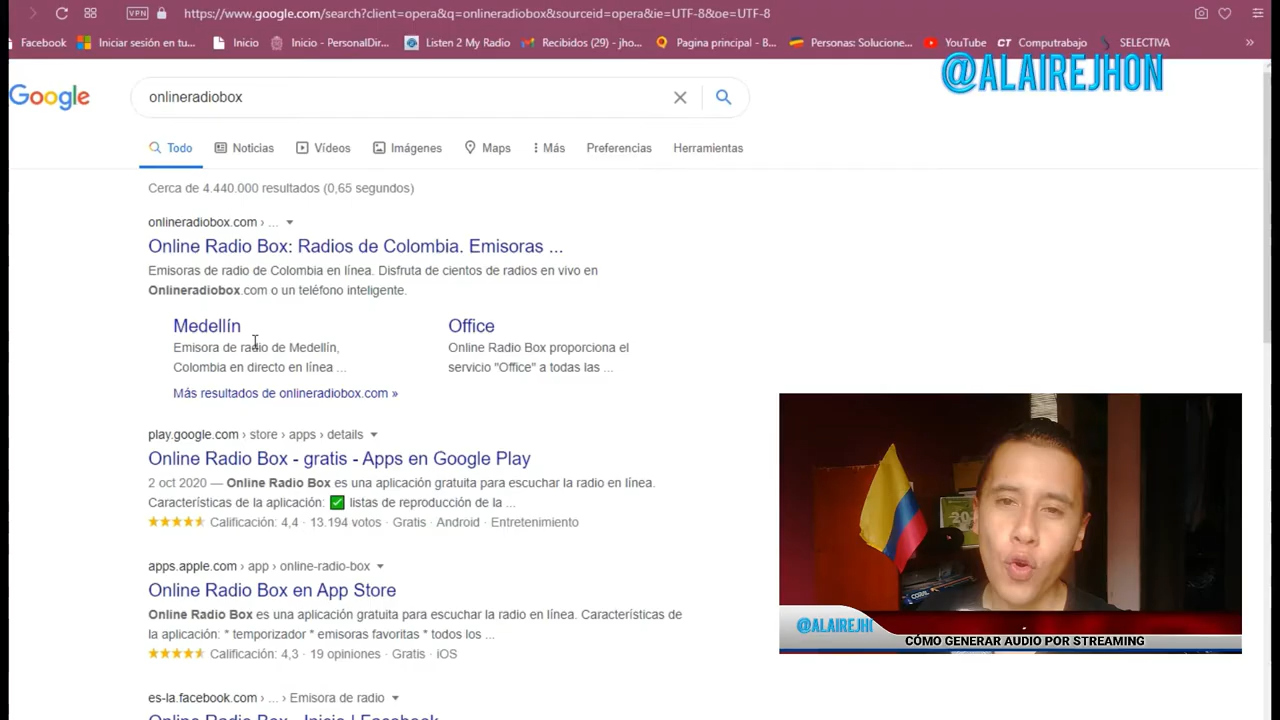 VPN https://www.google.com/search?client=opera&q=onlineradiobox&sourceid=opera&ie=UTF-8&oe=UTF-8
Facebook Iniciar sesión en tu... Inicio Inicio - PersonalDir... Listen 2 My Radio Recibidos (29) - jho... Pagina principal - B... Personas: Solucione... YouTube CT Computrabajo SELECTIVA »
@ALAIREJHON
Google onlineradiobox
Todo Noticias Vídeos Imágenes Maps Más Preferencias Herramientas
Cerca de 4.440.000 resultados (0,65 segundos)
onlineradiobox.com › ...
Online Radio Box: Radios de Colombia. Emisoras ...
Emisoras de radio de Colombia en línea. Disfruta de cientos de radios en vivo en
Onlineradiobox.com o un teléfono inteligente.
Medellín Office
Emisora de radio de Medellín, Online Radio Box proporciona el
Colombia en directo en línea ... servicio "Office" a todas las ...
Más resultados de onlineradiobox.com »
play.google.com › store › apps › details
Online Radio Box - gratis - Apps en Google Play
2 oct 2020 — Online Radio Box es una aplicación gratuita para escuchar la radio en línea.
Características de la aplicación: ✅ listas de reproducción de la ...
Calificación: 4,4 · 13.194 votos · Gratis · Android · Entretenimiento
apps.apple.com › app › online-radio-box
Online Radio Box en App Store
Online Radio Box es una aplicación gratuita para escuchar la radio en línea. Características de
la aplicación: * temporizador * emisoras favoritas * todos los ...
Calificación: 4,3 · 19 opiniones · Gratis · iOS
es-la.facebook.com › ... › Emisora de radio
Online Radio Box - Inicio | Facebook
@ALAIREJH
CÓMO GENERAR AUDIO POR STREAMING